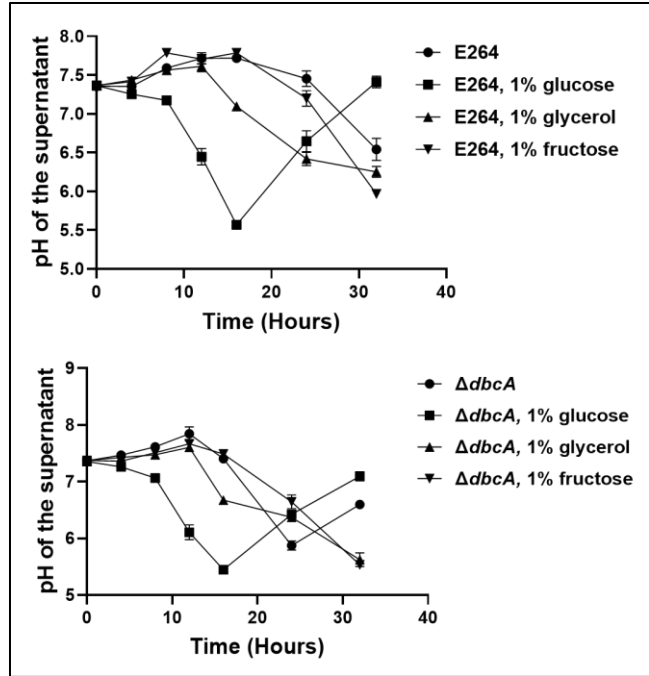 8.0
7.5
7.0
6.5
6.0
5.5
5.0
pH of the supernatant
0 10 20 30 40
Time (Hours)
E264
E264, 1% glucose
E264, 1% glycerol
E264, 1% fructose
9
8
7
6
5
pH of the supernatant
0 10 20 30 40
Time (Hours)
ΔdbcA
ΔdbcA, 1% glucose
ΔdbcA, 1% glycerol
ΔdbcA, 1% fructose